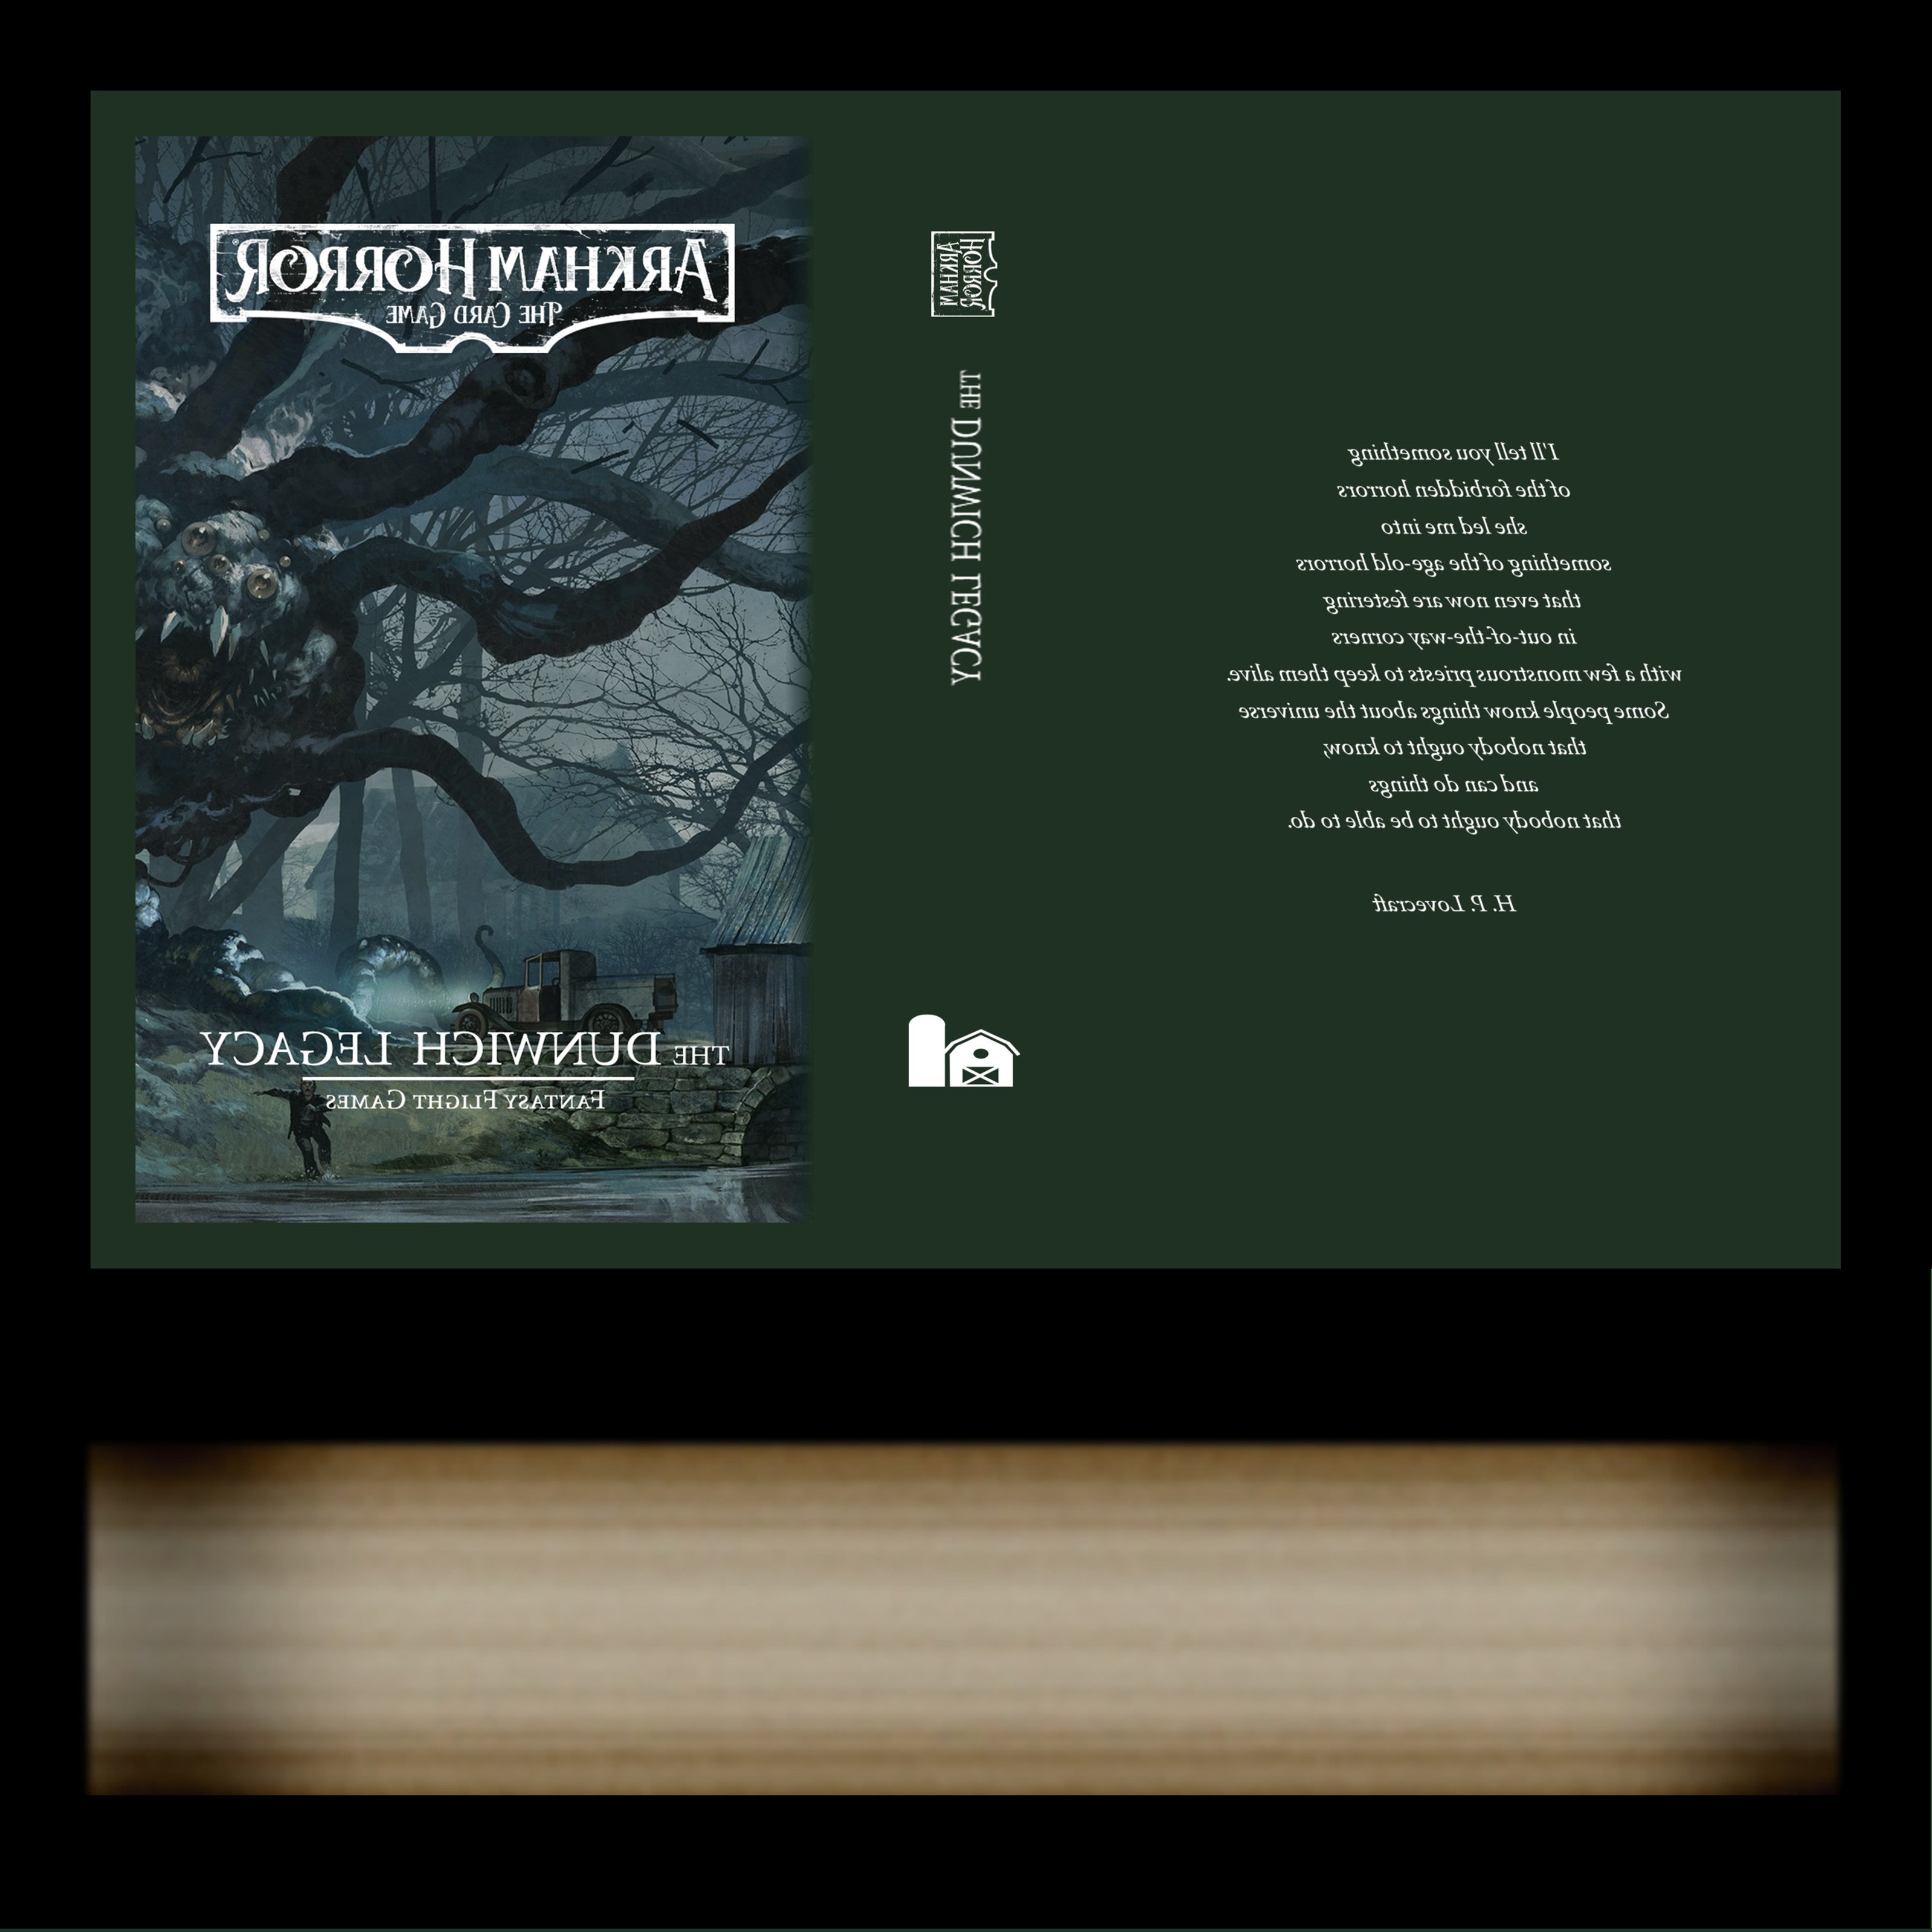 ARKHAM HORROR
THE CARD GAME
THE DUNWICH LEGACY
FANTASY FLIGHT GAMES
ARKHAM
HORROR
THE DUNWICH LEGACY
I'll tell you something
of the forbidden horrors
she led me into
something of the age-old horrors
that even now are festering
in out-of-the-way corners
with a few monstrous priests to keep them alive.
Some people know things about the universe
that nobody ought to know,
and can do things
that nobody ought to be able to do.
H. P. Lovecraft